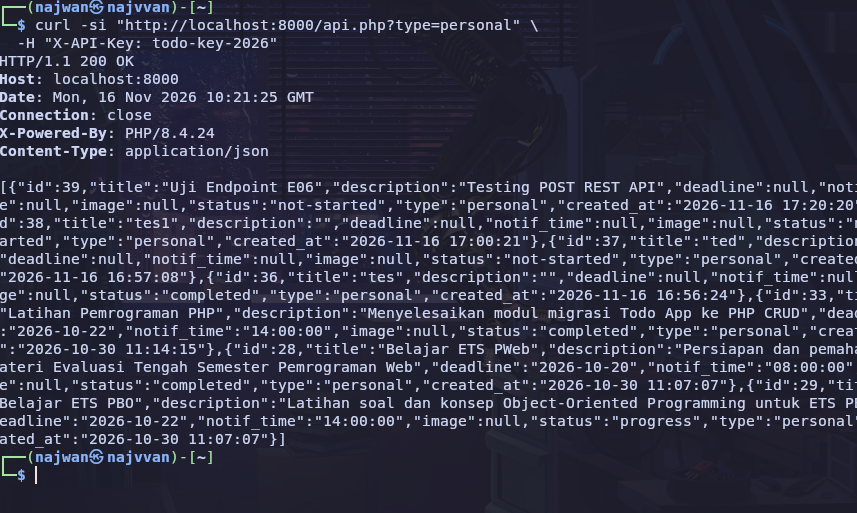 ┌──(najwan㉿najvvan)-[~]
└─$ curl -si "http://localhost:8000/api.php?type=personal" \
  -H "X-API-Key: todo-key-2026"
HTTP/1.1 200 OK
Host: localhost:8000
Date: Mon, 16 Nov 2026 10:21:25 GMT
Connection: close
X-Powered-By: PHP/8.4.24
Content-Type: application/json

[{"id":39,"title":"Uji Endpoint E06","description":"Testing POST REST API","deadline":null,"noti
e":null,"image":null,"status":"not-started","type":"personal","created_at":"2026-11-16 17:20:20"
d":38,"title":"tes1","description":"","deadline":null,"notif_time":null,"image":null,"status":"n
arted","type":"personal","created_at":"2026-11-16 17:00:21"},{"id":37,"title":"ted","description
"deadline":null,"notif_time":null,"image":null,"status":"not-started","type":"personal","created
"2026-11-16 16:57:08"},{"id":36,"title":"tes","description":"","deadline":null,"notif_time":null
ge":null,"status":"completed","type":"personal","created_at":"2026-11-16 16:56:24"},{"id":33,"ti
"Latihan Pemrograman PHP","description":"Menyelesaikan modul migrasi Todo App ke PHP CRUD","dead
:"2026-10-22","notif_time":"14:00:00","image":null,"status":"completed","type":"personal","creat
":"2026-10-30 11:14:15"},{"id":28,"title":"Belajar ETS PWeb","description":"Persiapan dan pemaha
ateri Evaluasi Tengah Semester Pemrograman Web","deadline":"2026-10-20","notif_time":"08:00:00"
e":null,"status":"completed","type":"personal","created_at":"2026-10-30 11:07:07"},{"id":29,"tit
Belajar ETS PBO","description":"Latihan soal dan konsep Object-Oriented Programming untuk ETS PB
eadline":"2026-10-22","notif_time":"14:00:00","image":null,"status":"progress","type":"personal"
ated_at":"2026-10-30 11:07:07"}]
┌──(najwan㉿najvvan)-[~]
└─$